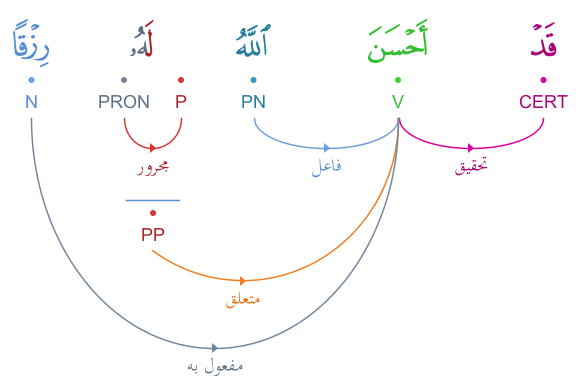 قَدْ أَحْسَنَ ٱللَّهُ لَهُۥ رِزْقًا
CERT V PN P PRON N
تحقيق فاعل مجرور
PP
متعلق
مفعول به